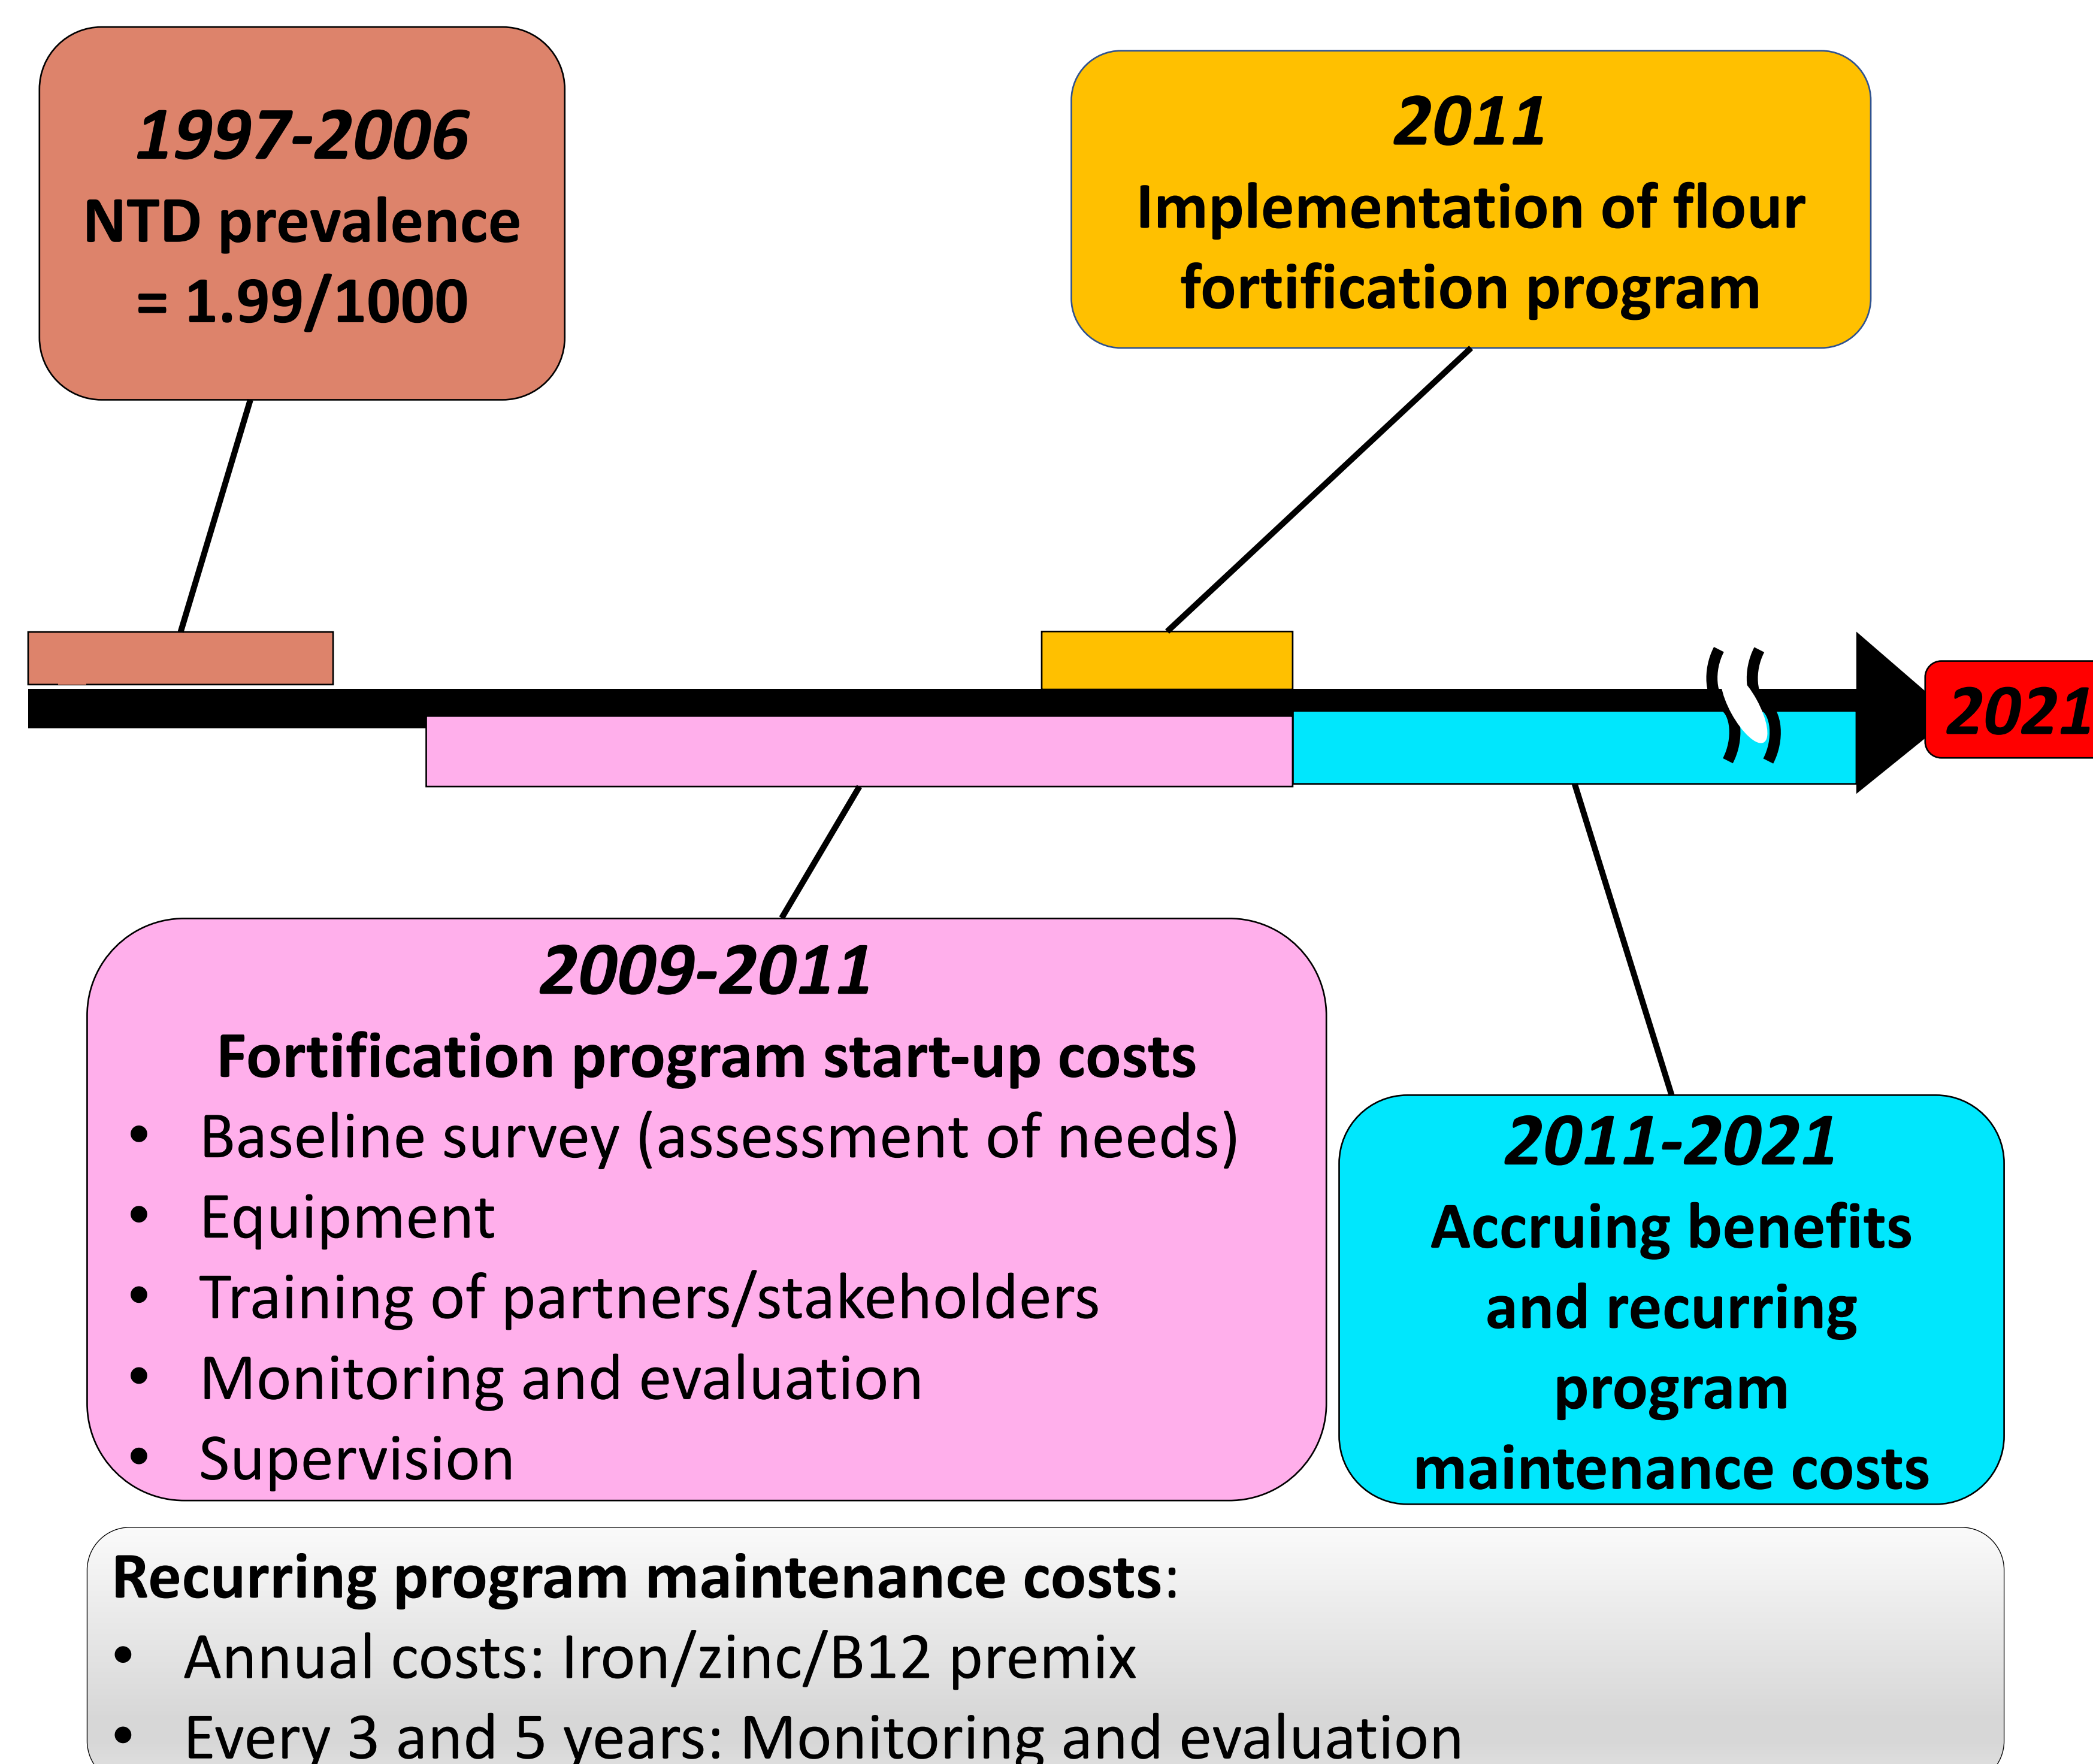 1997-2006
NTD prevalence
= 1.99/1000
2011
Implementation of flour
fortification program
2021
2009-2011
Fortification program start-up costs
• Baseline survey (assessment of needs)
• Equipment
• Training of partners/stakeholders
• Monitoring and evaluation
• Supervision
2011-2021
Accruing benefits
and recurring
program
maintenance costs
Recurring program maintenance costs:
• Annual costs: Iron/zinc/B12 premix
• Every 3 and 5 years: Monitoring and evaluation